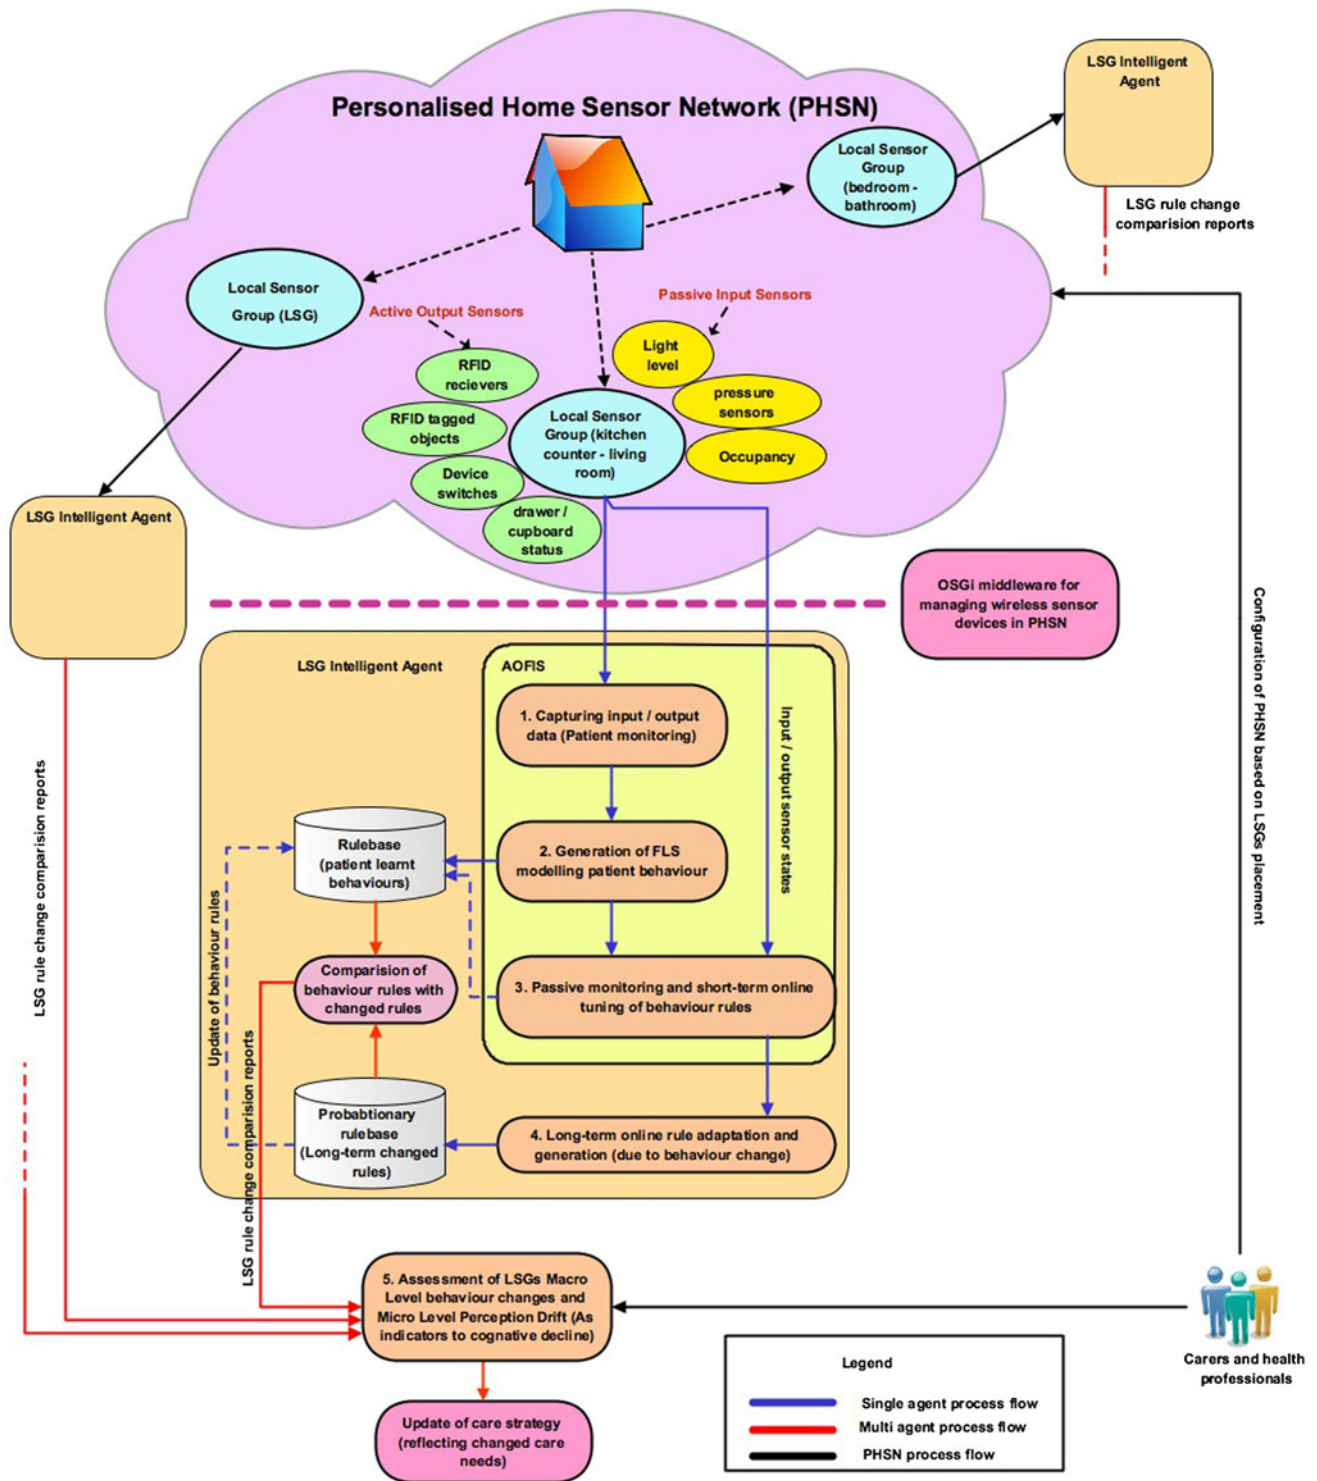 Personalised Home Sensor Network (PHSN)
LSG Intelligent
Agent
Local Sensor
Group
(bedroom -
bathroom)
LSG rule change
comparision reports
Local Sensor
Group (LSG)
Active Output Sensors
Passive Input Sensors
RFID
recievers
RFID tagged
objects
Device
switches
drawer /
cupboard
status
Local Sensor
Group (kitchen
counter - living
room)
Light
level
pressure
sensors
Occupancy
LSG Intelligent Agent
OSGi middleware for
managing wireless sensor
devices in PHSN
Configuration of PHSN based on LSGs placement
LSG Intelligent Agent
AOFIS
1. Capturing input / output
data (Patient monitoring)
Input / output sensor states
2. Generation of FLS
modelling patient behaviour
Rulebase
(patient learnt
behaviours)
3. Passive monitoring and short-term online
tuning of behaviour rules
Comparision of
behaviour rules with
changed rules
Update of behaviour rules
LSG rule change comparision reports
LSG rule change comparision reports
Probabtionary
rulebase
(Long-term changed
rules)
4. Long-term online rule adaptation and
generation (due to behaviour change)
5. Assessment of LSGs Macro
Level behaviour changes and
Micro Level Perception Drift (As
indicators to cognative decline)
Update of care strategy
(reflecting changed care
needs)
Carers and health
professionals
Legend
Single agent process flow
Multi agent process flow
PHSN process flow